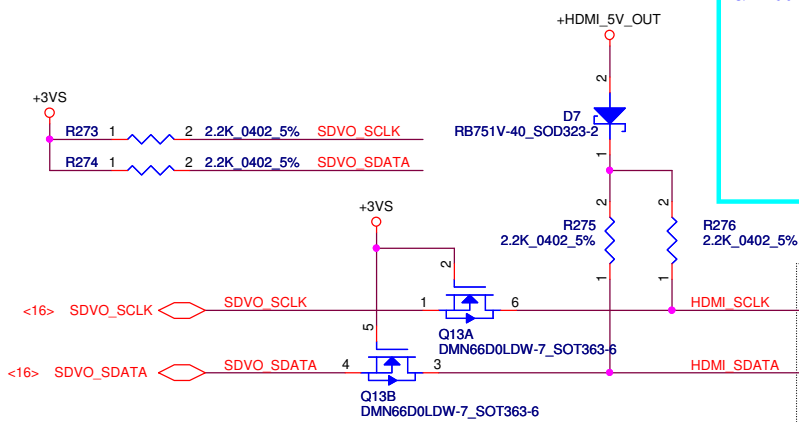 +HDMI_5V_OUT
2
D7
RB751V-40_SOD323-2
1
+3VS
R273 1 2 2.2K_0402_5% SDVO_SCLK
R274 1 2 2.2K_0402_5% SDVO_SDATA
+3VS
2 2
R275
2.2K_0402_5%
R276
2.2K_0402_5%
1 1
2
<16> SDVO_SCLK SDVO_SCLK 1 6 HDMI_SCLK
Q13A
DMN66D0LDW-7_SOT363-6
5
<16> SDVO_SDATA SDVO_SDATA 4 3 HDMI_SDATA
Q13B
DMN66D0LDW-7_SOT363-6